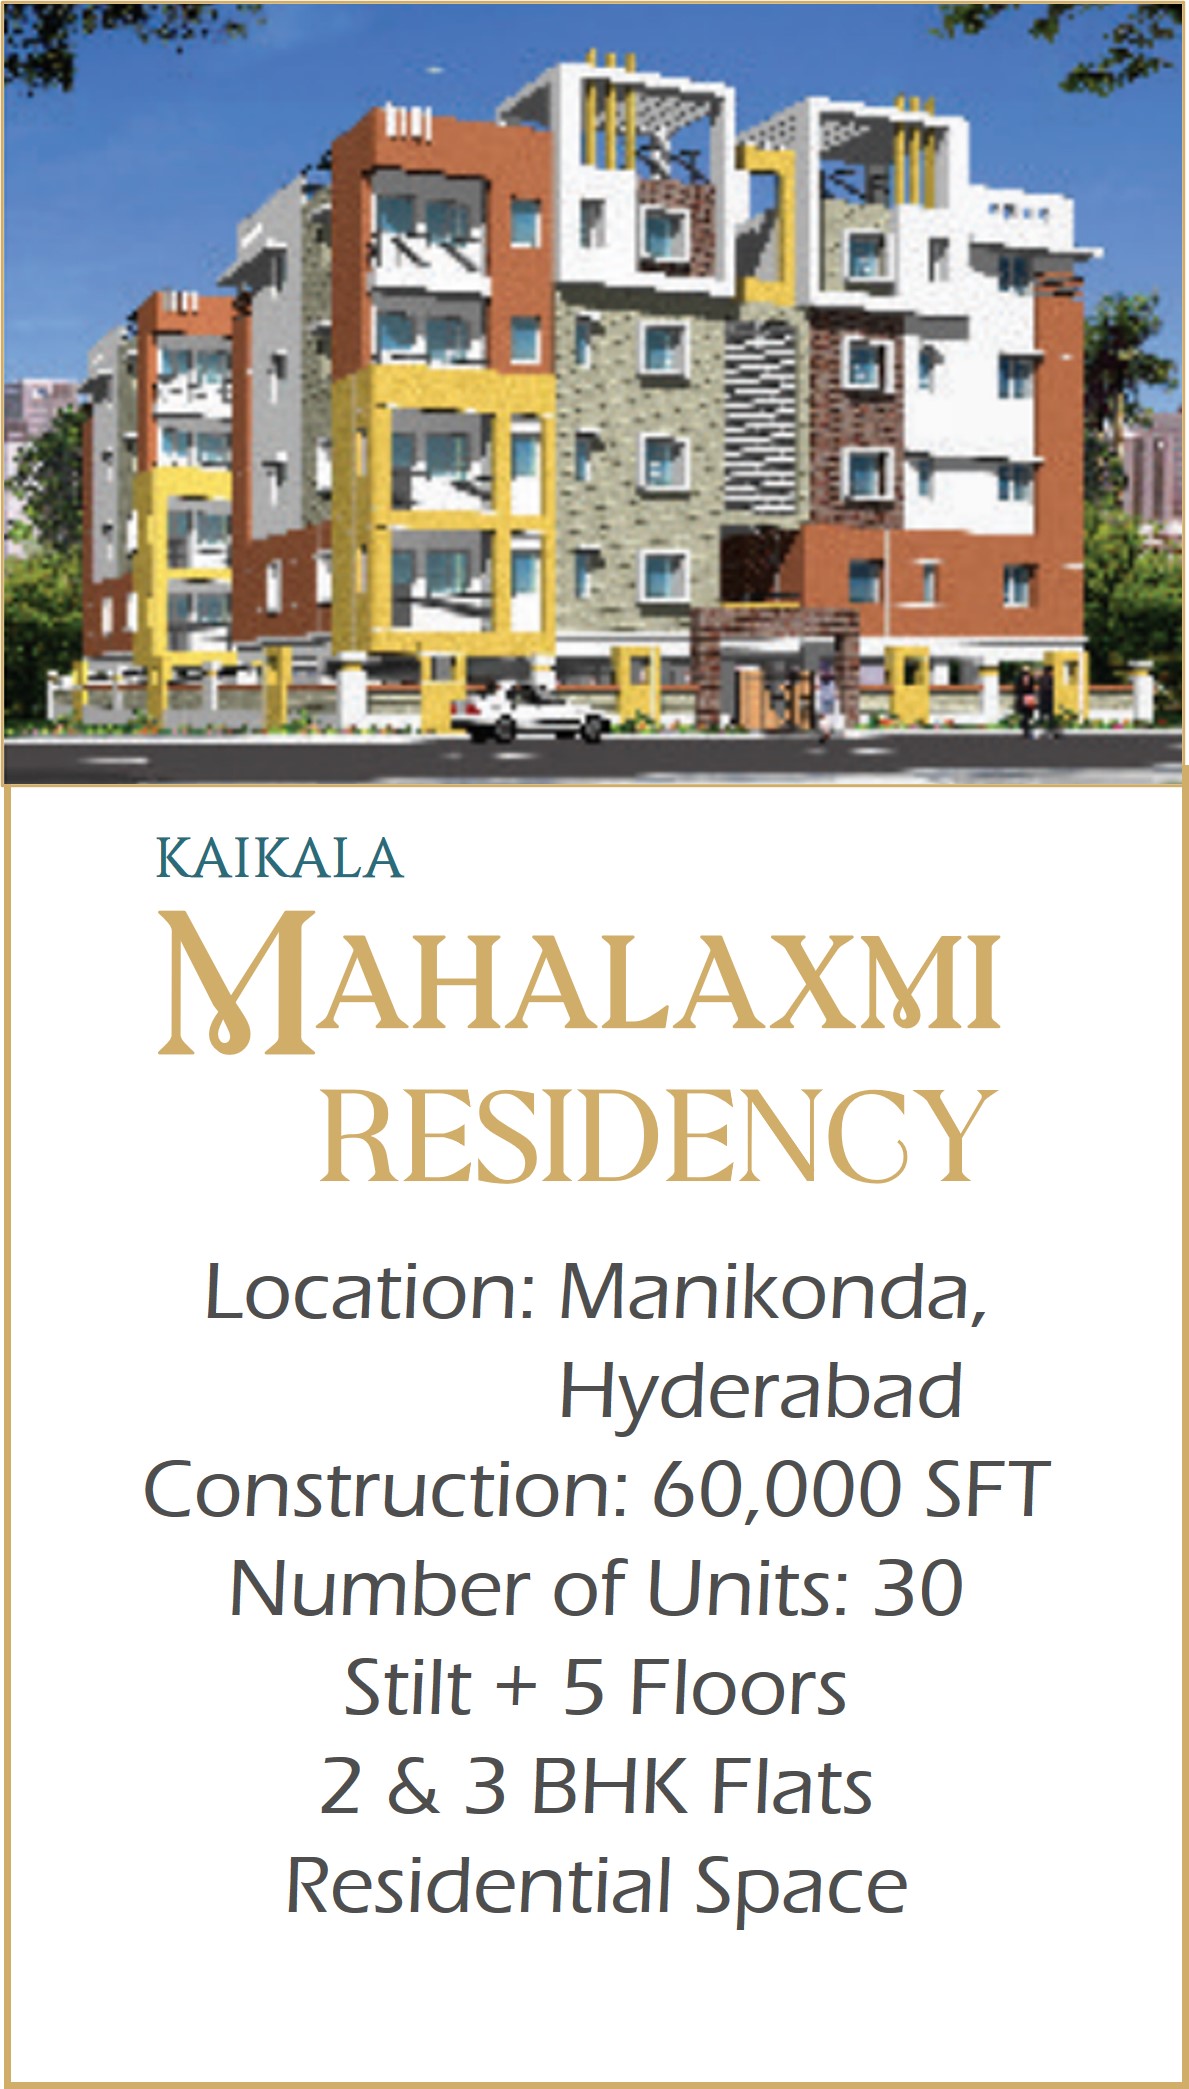 KAIKALA
MAHALAXMI
RESIDENCY
Location: Manikonda,
Hyderabad
Construction: 60,000 SFT
Number of Units: 30
Stilt + 5 Floors
2 & 3 BHK Flats
Residential Space